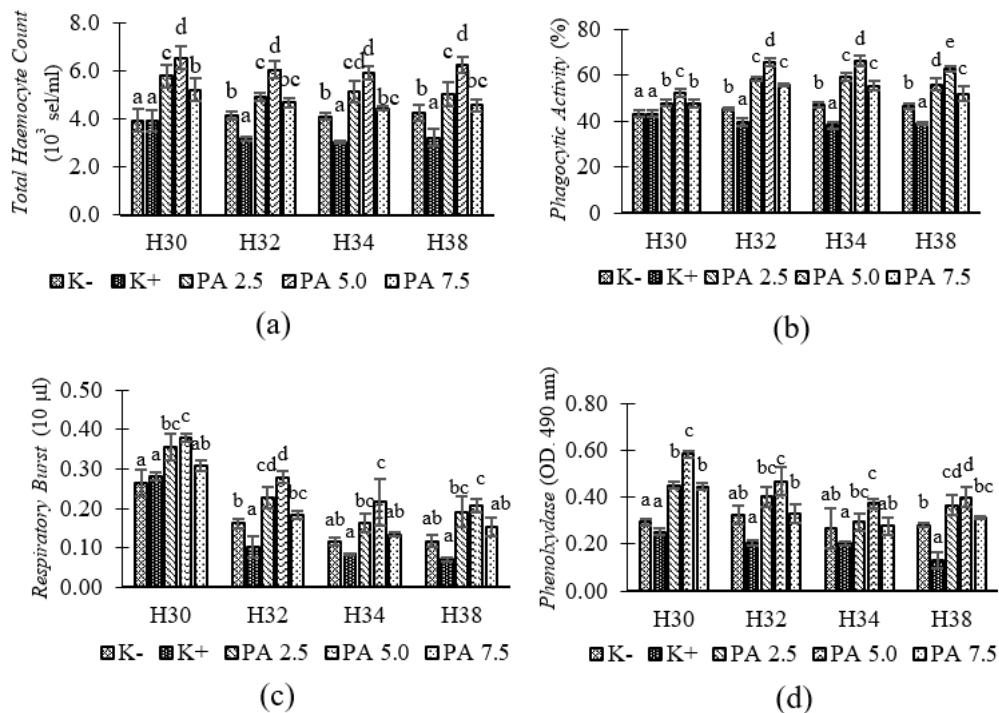 Total Haemocyte Count
(10³ sel/ml)
8.0
6.0
4.0
2.0
0.0
a a c d b
b a c d bc
b a cd d bc
b a c d bc
H30 H32 H34 H38
K- K+ PA 2.5 PA 5.0 PA 7.5
(a)
Phagocytic Activity (%)
80
60
40
20
0
a a b c b
b a c d c
b a c d c
b a c e c
H30 H32 H34 H38
K- K+ PA 2.5 PA 5.0 PA 7.5
(b)
Respiratory Burst (10 µl)
0.50
0.40
0.30
0.20
0.10
0.00
a a bc c ab
b a cd d bc
ab a bc c ab
ab a bc c ab
H30 H32 H34 H38
K- K+ PA 2.5 PA 5.0 PA 7.5
(c)
(OD. 490 nm)
0.80
0.60
0.40
0.20
0.00
a a b c b
ab a bc c b
ab a bc c ab
b a cd d bc
H30 H32 H34 H38
K- K+ PA 2.5 PA 5.0 PA 7.5
(d)